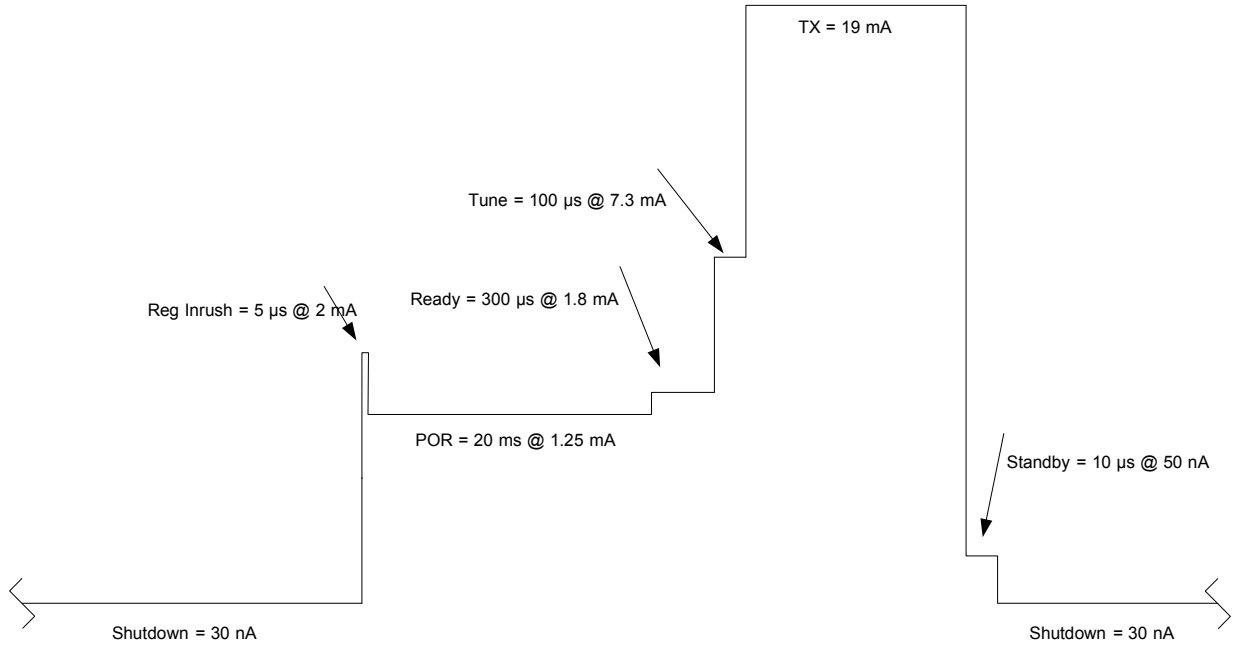 TX = 19 mA
Tune = 100 µs @ 7.3 mA
Ready = 300 µs @ 1.8 mA
Reg Inrush = 5 µs @ 2 mA
POR = 20 ms @ 1.25 mA
Standby = 10 µs @ 50 nA
Shutdown = 30 nA
Shutdown = 30 nA